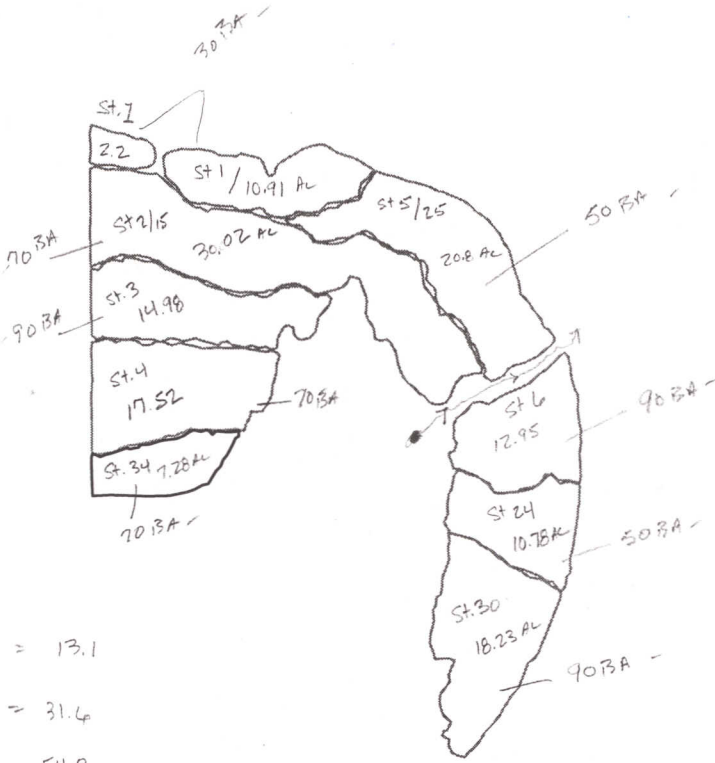 30 BA -
St. 1
2.2
St 1 / 10.91 AC
St 5/25
20.8 AC
50 BA -
St 2/15
30.02 AC
70 BA
St. 3
14.98
90 BA
St. 4
17.52
70 BA
St. 34 7.28 AC
70 BA -
St 6
12.95
90 BA -
St 24
10.78 AC
50 BA -
St. 30
18.23 AC
90 BA -
= 13.1
= 31.6